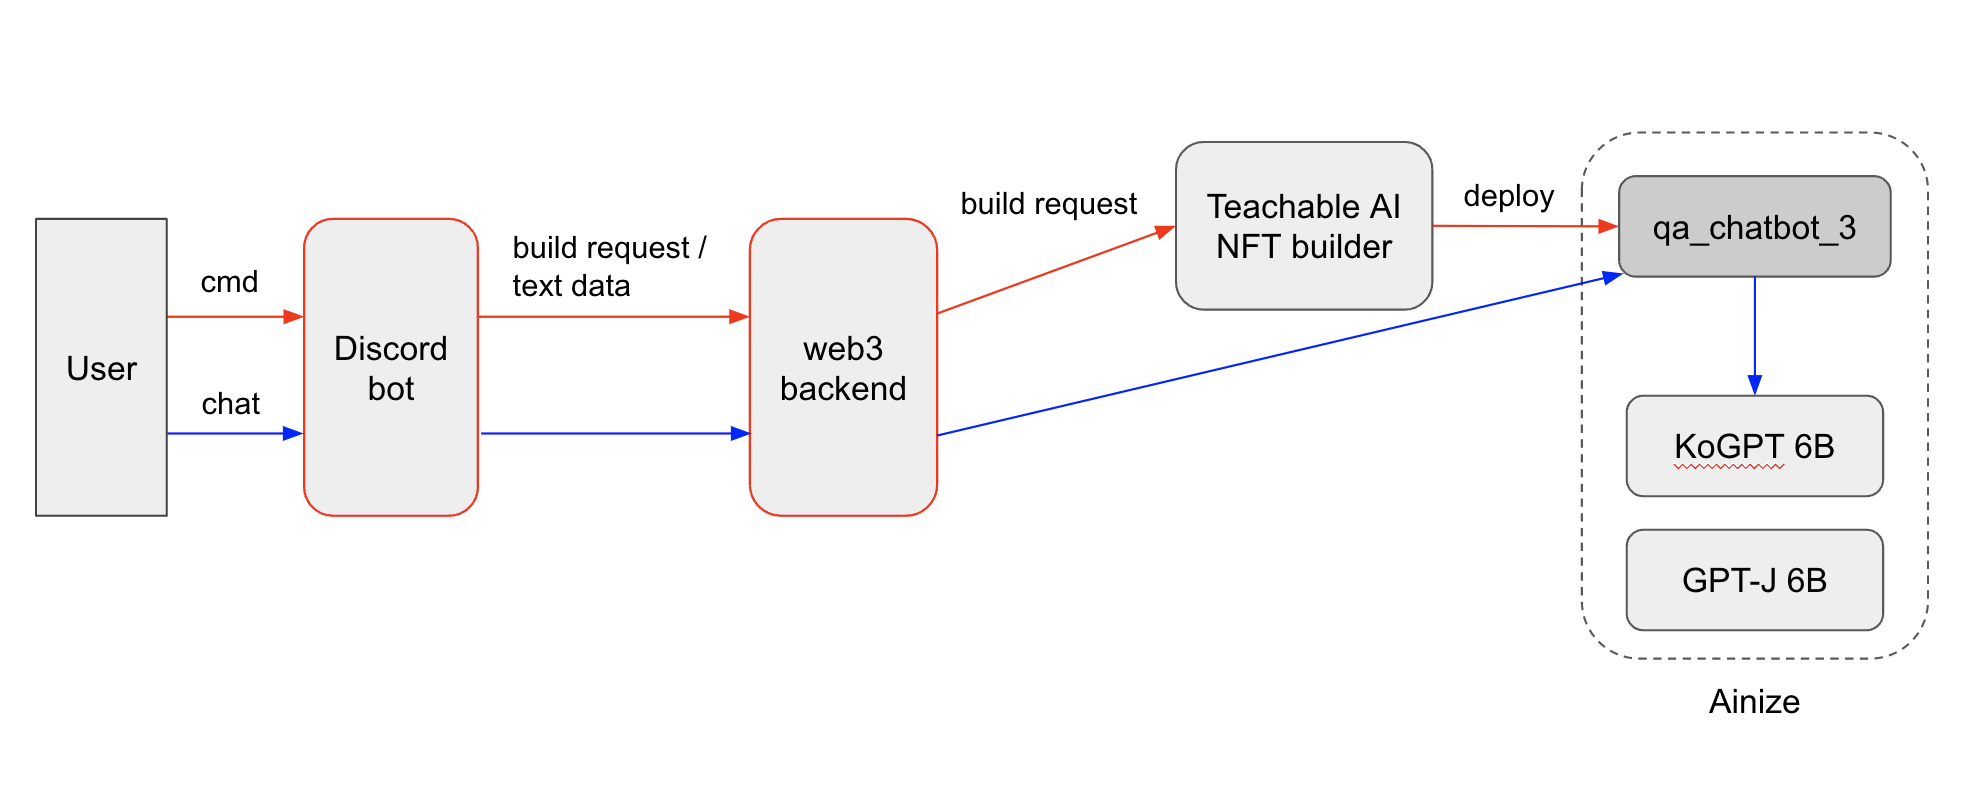 User
cmd
chat
Discord
bot
build request /
text data
web3
backend
build request
Teachable AI
NFT builder
deploy
qa_chatbot_3
KoGPT 6B
GPT-J 6B
Ainize